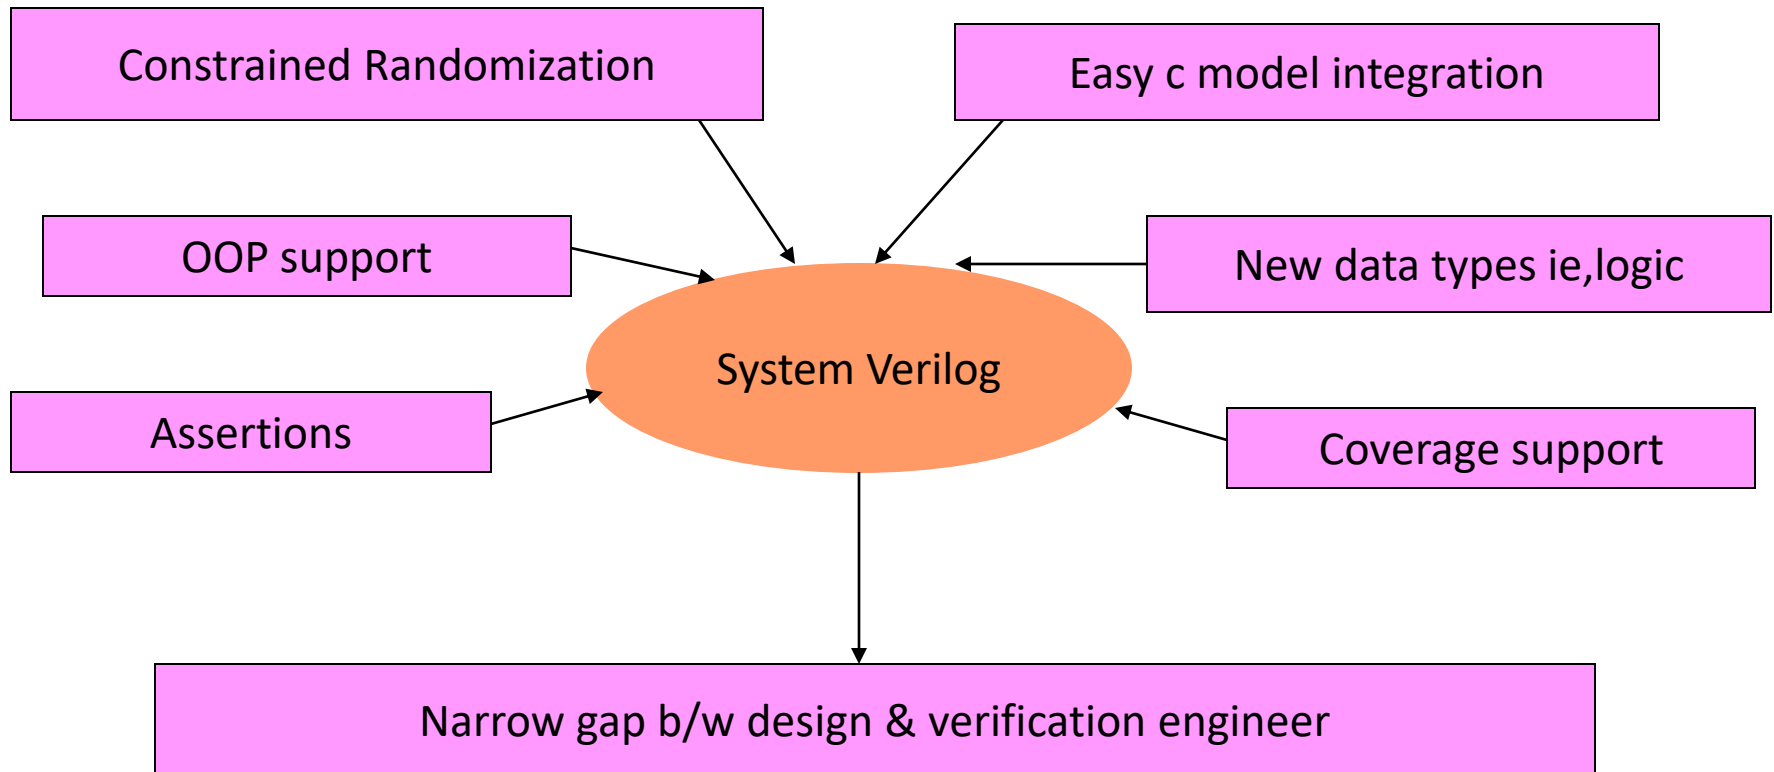 Constrained Randomization
Easy c model integration
OOP support
New data types ie,logic
System Verilog
Assertions
Coverage support
Narrow gap b/w design & verification engineer